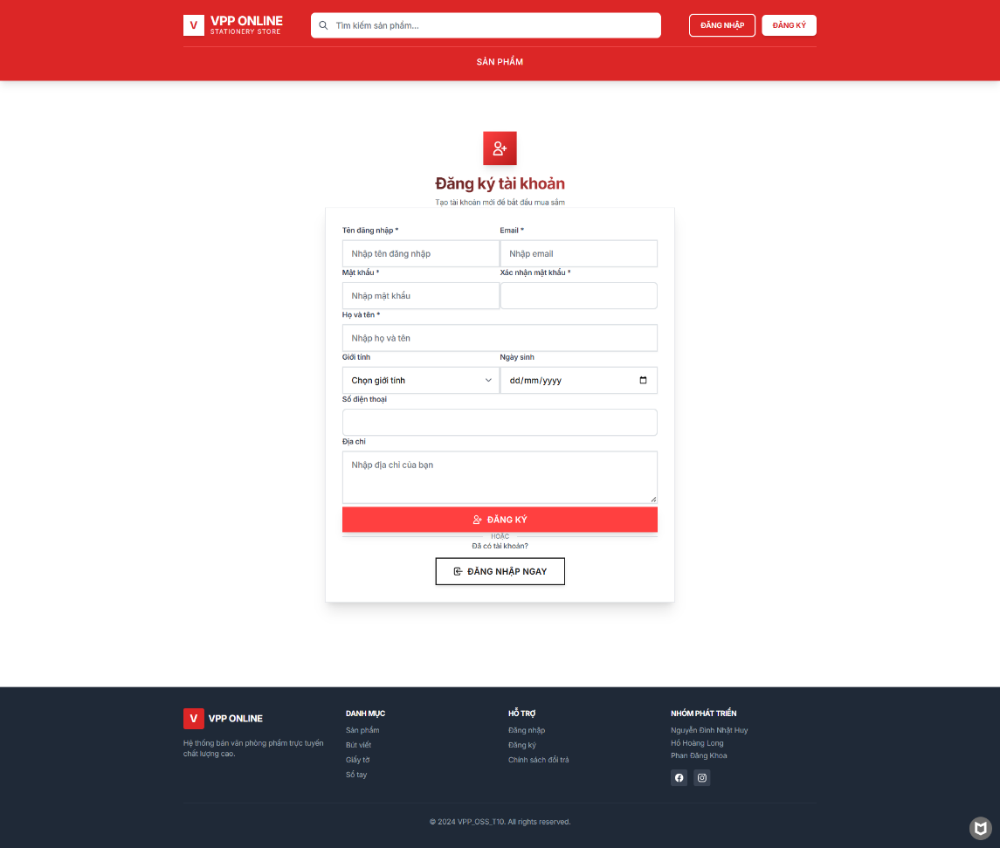 V VPP ONLINE
STATIONERY STORE
Tìm kiếm sản phẩm...
ĐĂNG NHẬP
ĐĂNG KÝ
SẢN PHẨM
Đăng ký tài khoản
Tạo tài khoản mới để bắt đầu mua sắm
Tên đăng nhập * Email *
Nhập tên đăng nhập Nhập email
Mật khẩu * Xác nhận mật khẩu *
Nhập mật khẩu
Họ và tên *
Nhập họ và tên
Giới tính Ngày sinh
Chọn giới tính dd/mm/yyyy
Số điện thoại
Địa chỉ
Nhập địa chỉ của bạn
ĐĂNG KÝ
HOẶC
Đã có tài khoản?
ĐĂNG NHẬP NGAY
V VPP ONLINE
Hệ thống bán văn phòng phẩm trực tuyến
chất lượng cao.
DANH MỤC
Sản phẩm
Bút viết
Giấy tờ
Sổ tay
HỖ TRỢ
Đăng nhập
Đăng ký
Chính sách đổi trả
NHÓM PHÁT TRIỂN
Nguyễn Đình Nhật Huy
Hồ Hoàng Long
Phan Đăng Khoa
© 2024 VPP_OSS_T10. All rights reserved.